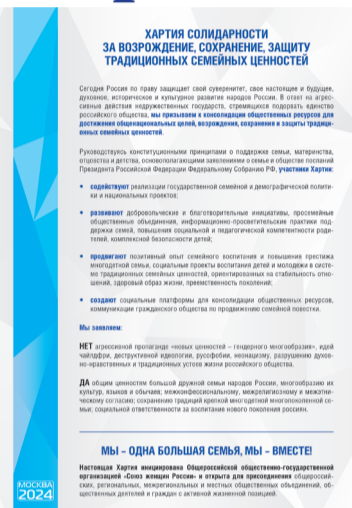 ХАРТИЯ СОЛИДАРНОСТИ
ЗА ВОЗРОЖДЕНИЕ, СОХРАНЕНИЕ, ЗАЩИТУ
ТРАДИЦИОННЫХ СЕМЕЙНЫХ ЦЕННОСТЕЙ
Сегодня Россия по праву защищает свой суверенитет, свое настоящее и будущее,
духовное, историческое и культурное развитие народов России. В ответ на агрес-
сивные действия недружественных государств, стремящихся подорвать единство
российского общества, мы призываем к консолидации общественных ресурсов для
достижения общенациональных целей, возрождения, сохранения и защиты традици-
онных семейных ценностей.
Руководствуясь конституционными принципами о поддержке семьи, материнства,
отцовства и детства, основополагающими заявлениями о семье и обществе посланий
Президента Российской Федерации Федеральному Собранию РФ, участники Хартии:
• содействуют реализации государственной семейной и демографической полити-
ки и национальных проектов;
• развивают добровольческие и благотворительные инициативы, просемейные
общественные объединения, информационно-просветительские практики под-
держки семей, повышения социальной и педагогической компетентности роди-
телей, комплексной безопасности детей;
• продвигают позитивный опыт семейного воспитания и повышения престижа
многодетной семьи, социальные проекты воспитания детей и молодежи в систе-
ме традиционных семейных ценностей, ориентированных на стабильность отно-
шений, здоровый образ жизни, преемственность поколений;
• создают социальные платформы для консолидации общественных ресурсов,
коммуникации гражданского общества по продвижению семейной повестки.
Мы заявляем:
НЕТ агрессивной пропаганде «новых ценностей – гендерного многообразия», идей
чайлдфри, деструктивной идеологии, русофобии, неонацизму, разрушению духов-
но-нравственных и традиционных устоев жизни российского общества.
ДА общим ценностям большой дружной семьи народов России, многообразию их
культур, языков и обычаев; межконфессиональному, межрелигиозному и межэтни-
ческому согласию; сохранению традиций крепкой многодетной многопоколенной се-
мьи; социальной ответственности за воспитание нового поколения россиян.
МЫ – ОДНА БОЛЬШАЯ СЕМЬЯ, МЫ – ВМЕСТЕ!
Настоящая Хартия инициирована Общероссийской общественно-государственной
организацией «Союз женщин России» и открыта для присоединения общероссий-
ских, региональных, межрегиональных и местных общественных объединений, об-
щественных деятелей и граждан с активной жизненной позицией.
МОСКВА
2024